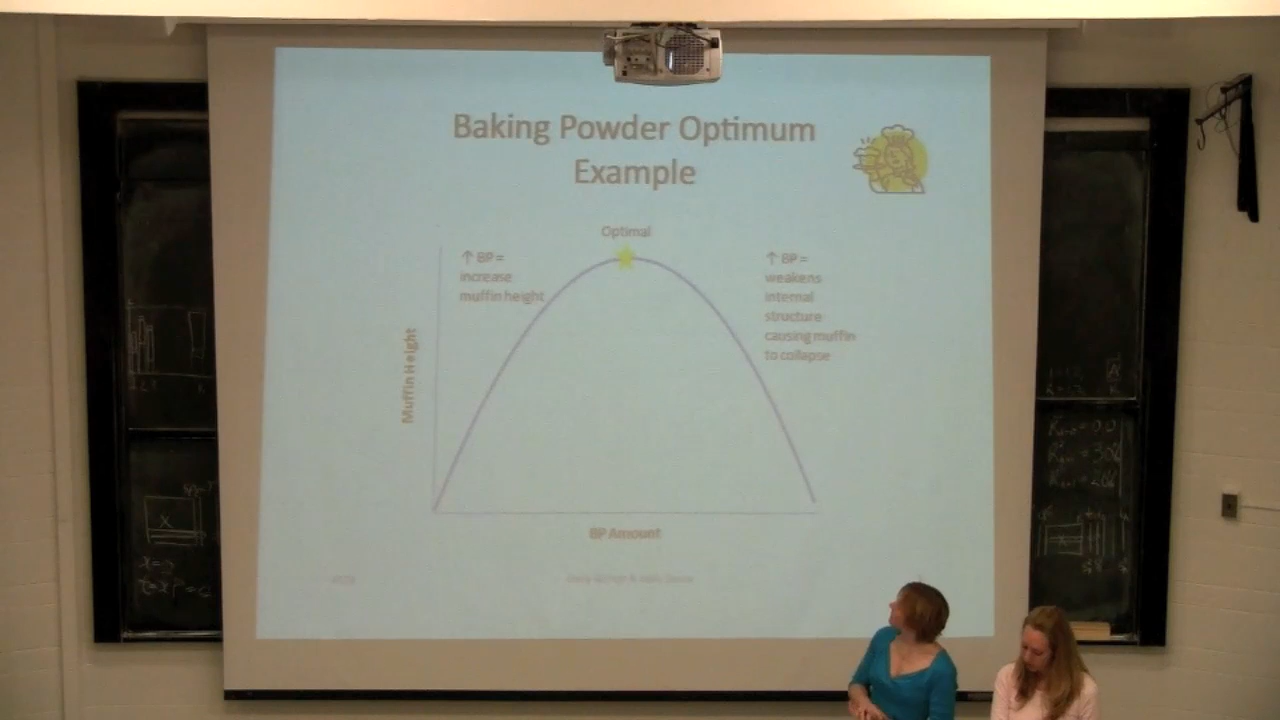 Baking Powder Optimum
Example
Optimal
↑ BP =
increase
muffin height
↑ BP =
weakens
internal
structure
causing muffin
to collapse
Muffin Height
BP Amount